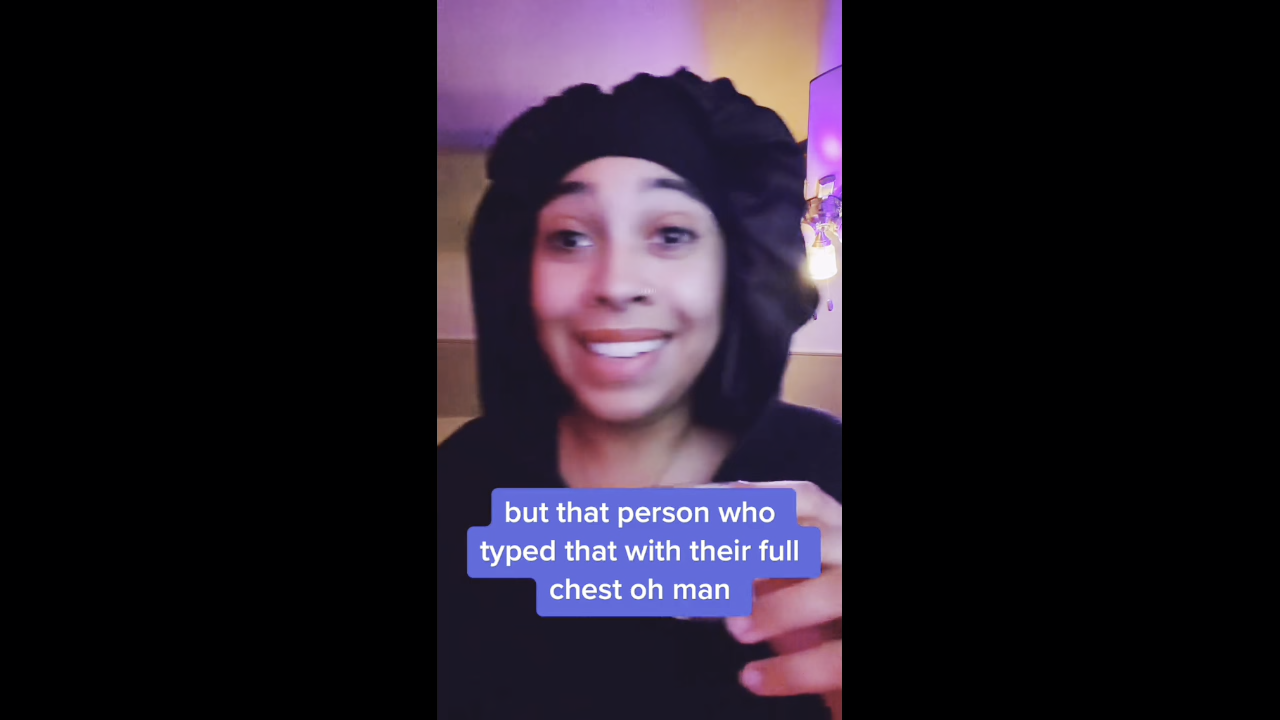 but that person who
typed that with their full
chest oh man